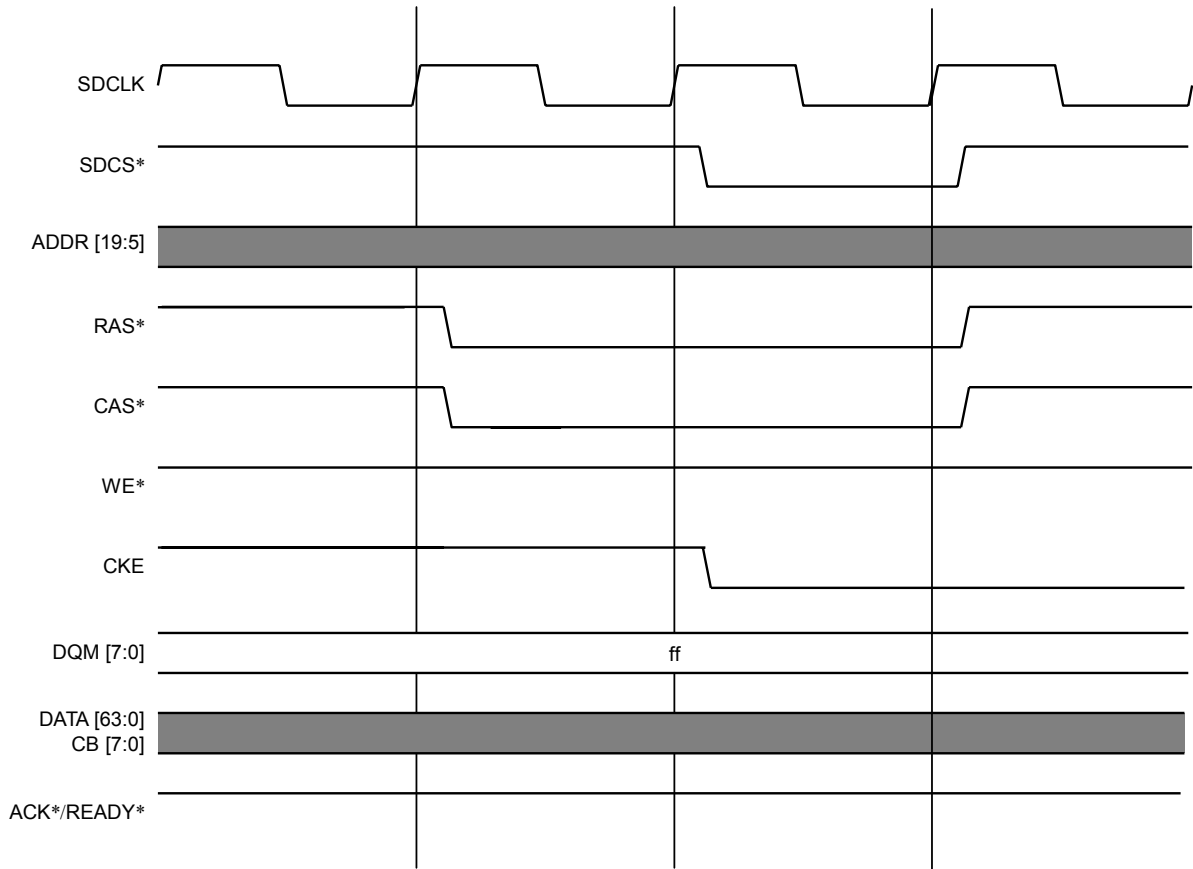 SDCLK
SDCS*
ADDR [19:5]
RAS*
CAS*
WE*
CKE
DQM [7:0]
ff
DATA [63:0]
CB [7:0]
ACK*/READY*